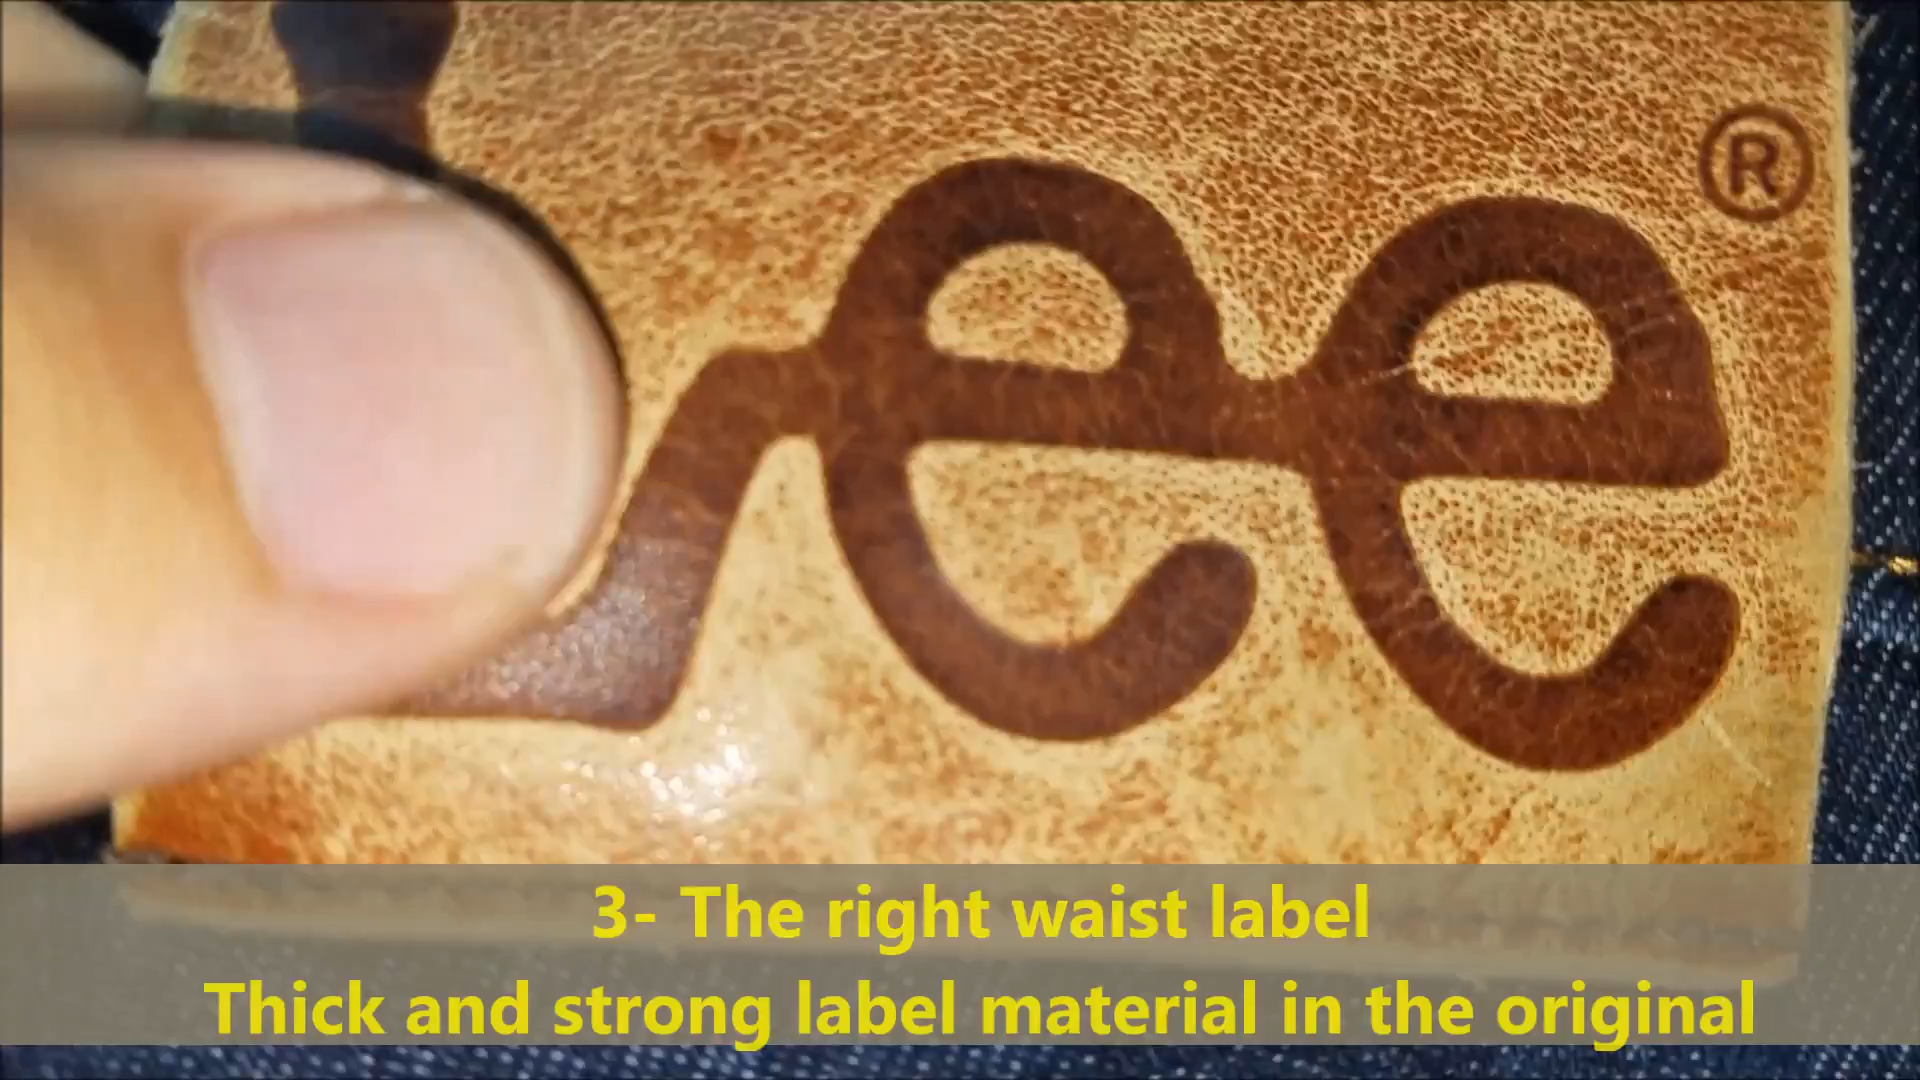 Lee®
3- The right waist label
Thick and strong label material in the original